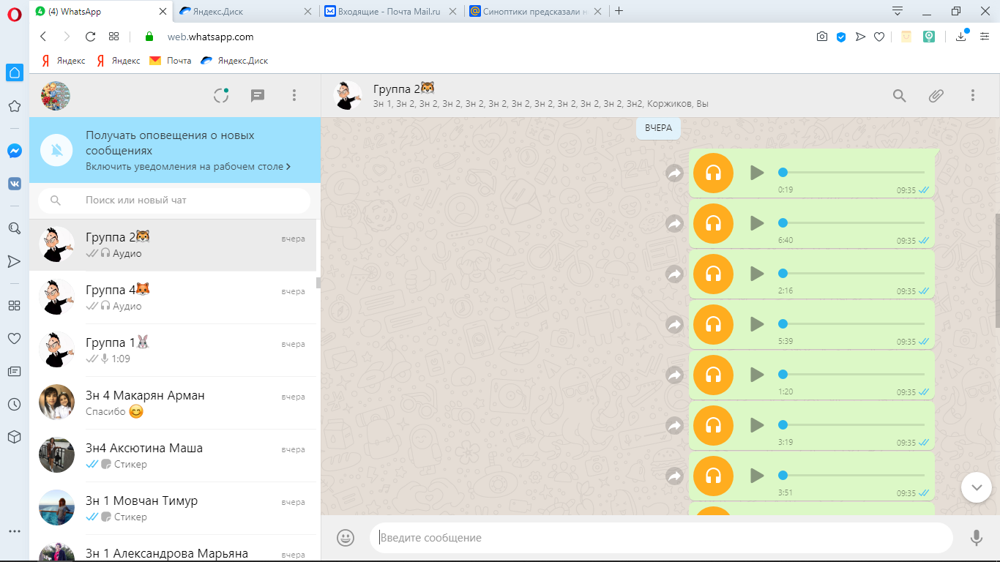 (4) WhatsApp
Яндекс.Диск
Входящие - Почта Mail.ru
Синоптики предсказали н
web.whatsapp.com
Яндекс
Яндекс
Почта
Яндекс.Диск
Группа 2🐯
Зн 1, Зн 2, Зн 2, Зн 2, Зн 2, Зн 2, Зн 2, Зн 2, Зн 2, Зн 2, Зн 2, Зн2, Коржиков, Вы
Получать оповещения о новых
сообщениях
Включить уведомления на рабочем столе
Поиск или новый чат
Группа 2🐯
вчера
Аудио
Группа 4🦊
вчера
Аудио
Группа 1🐰
вчера
1:09
Зн 4 Макарян Арман
вчера
Спасибо 😊
Зн4 Аксютина Маша
вчера
Стикер
Зн 1 Мовчан Тимур
вчера
Стикер
Зн 1 Александрова Марьяна
вчера
ВЧЕРА
0:19 09:35
6:40 09:35
2:16 09:35
5:39 09:35
1:20 09:35
3:19 09:35
3:51 09:35
Введите сообщение